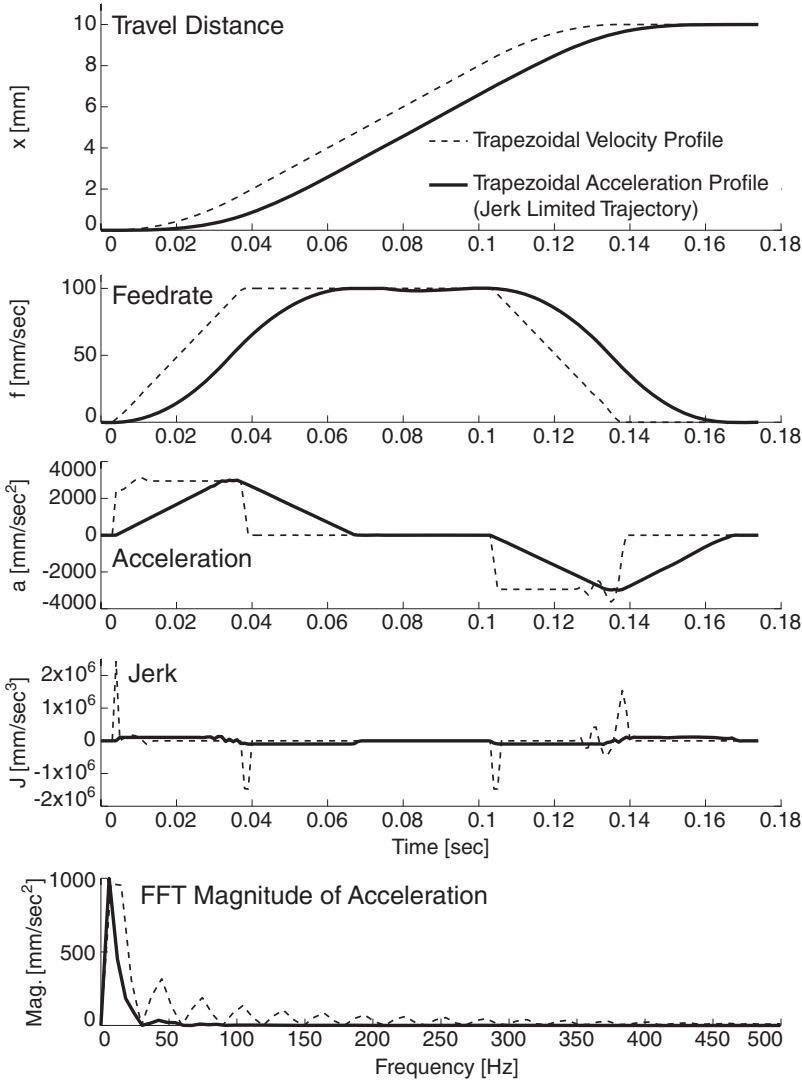 Travel Distance
10
8
6
4
2
0
x [mm]
Trapezoidal Velocity Profile
Trapezoidal Acceleration Profile
(Jerk Limited Trajectory)
0 0.02 0.04 0.06 0.08 0.1 0.12 0.14 0.16 0.18
Feedrate
100
50
0
f [mm/sec]
0 0.02 0.04 0.06 0.08 0.1 0.12 0.14 0.16 0.18
4000
2000
0
-2000
-4000
a [mm/sec²]
Acceleration
0 0.02 0.04 0.06 0.08 0.1 0.12 0.14 0.16 0.18
Jerk
2x10⁶
1x10⁶
0
-1x10⁶
-2x10⁶
J [mm/sec³]
0 0.02 0.04 0.06 0.08 0.1 0.12 0.14 0.16 0.18
Time [sec]
FFT Magnitude of Acceleration
1000
500
0
Mag. [mm/sec²]
0 50 100 150 200 250 300 350 400 450 500
Frequency [Hz]